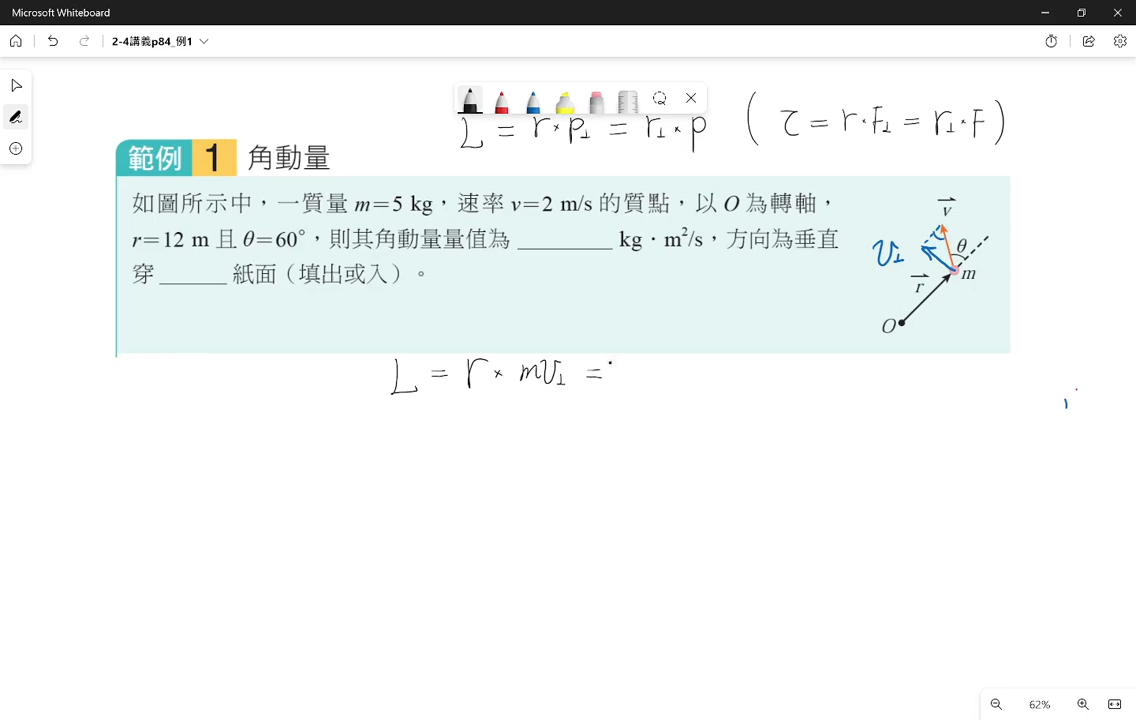 Microsoft Whiteboard
2-4講義p84_例1
L = r × p⊥ = r⊥ × p ( τ = r · F⊥ = r⊥ · F )
範例 1 角動量
如圖所示中，一質量 m＝5 kg，速率 v＝2 m/s 的質點，以 O 為轉軸，
r＝12 m 且 θ＝60°，則其角動量量值為 ________ kg · m²/s，方向為垂直
穿 ______ 紙面（填出或入）。
v
v⊥
θ
r
m
O
L = r × mv⊥ =
62%